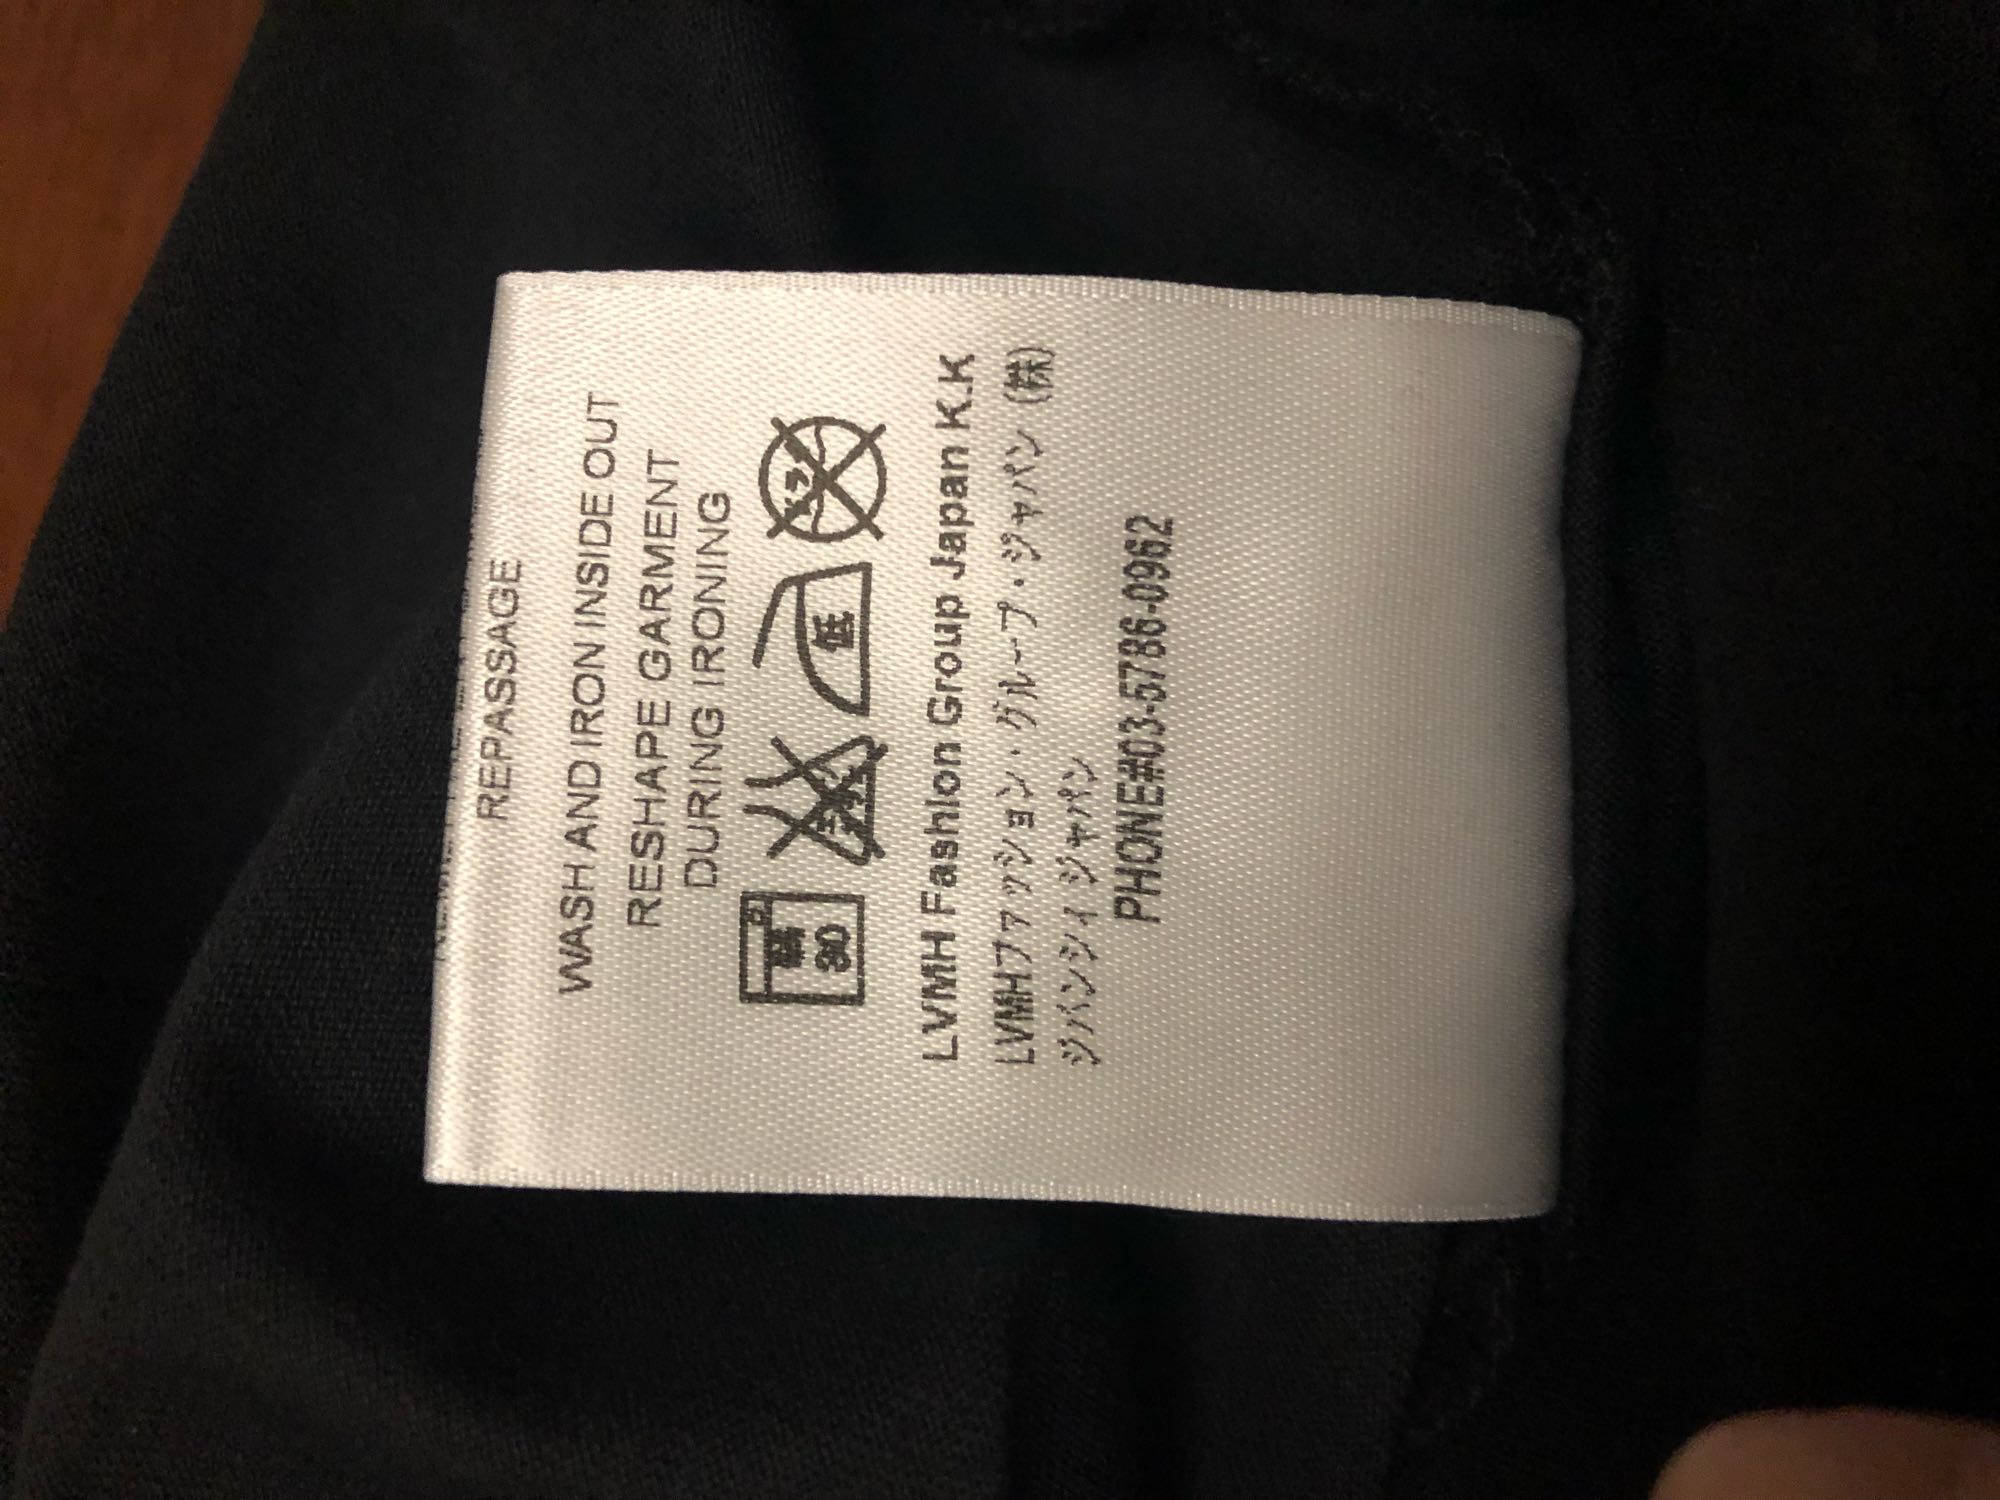 REPASSAGE
WASH AND IRON INSIDE OUT
RESHAPE GARMENT
DURING IRONING
30 低
LVMH Fashion Group Japan K.K
LVMHファッション・グループ・ジャパン (株)
ジバンシィ ジャパン
PHONE#03-5786-0962